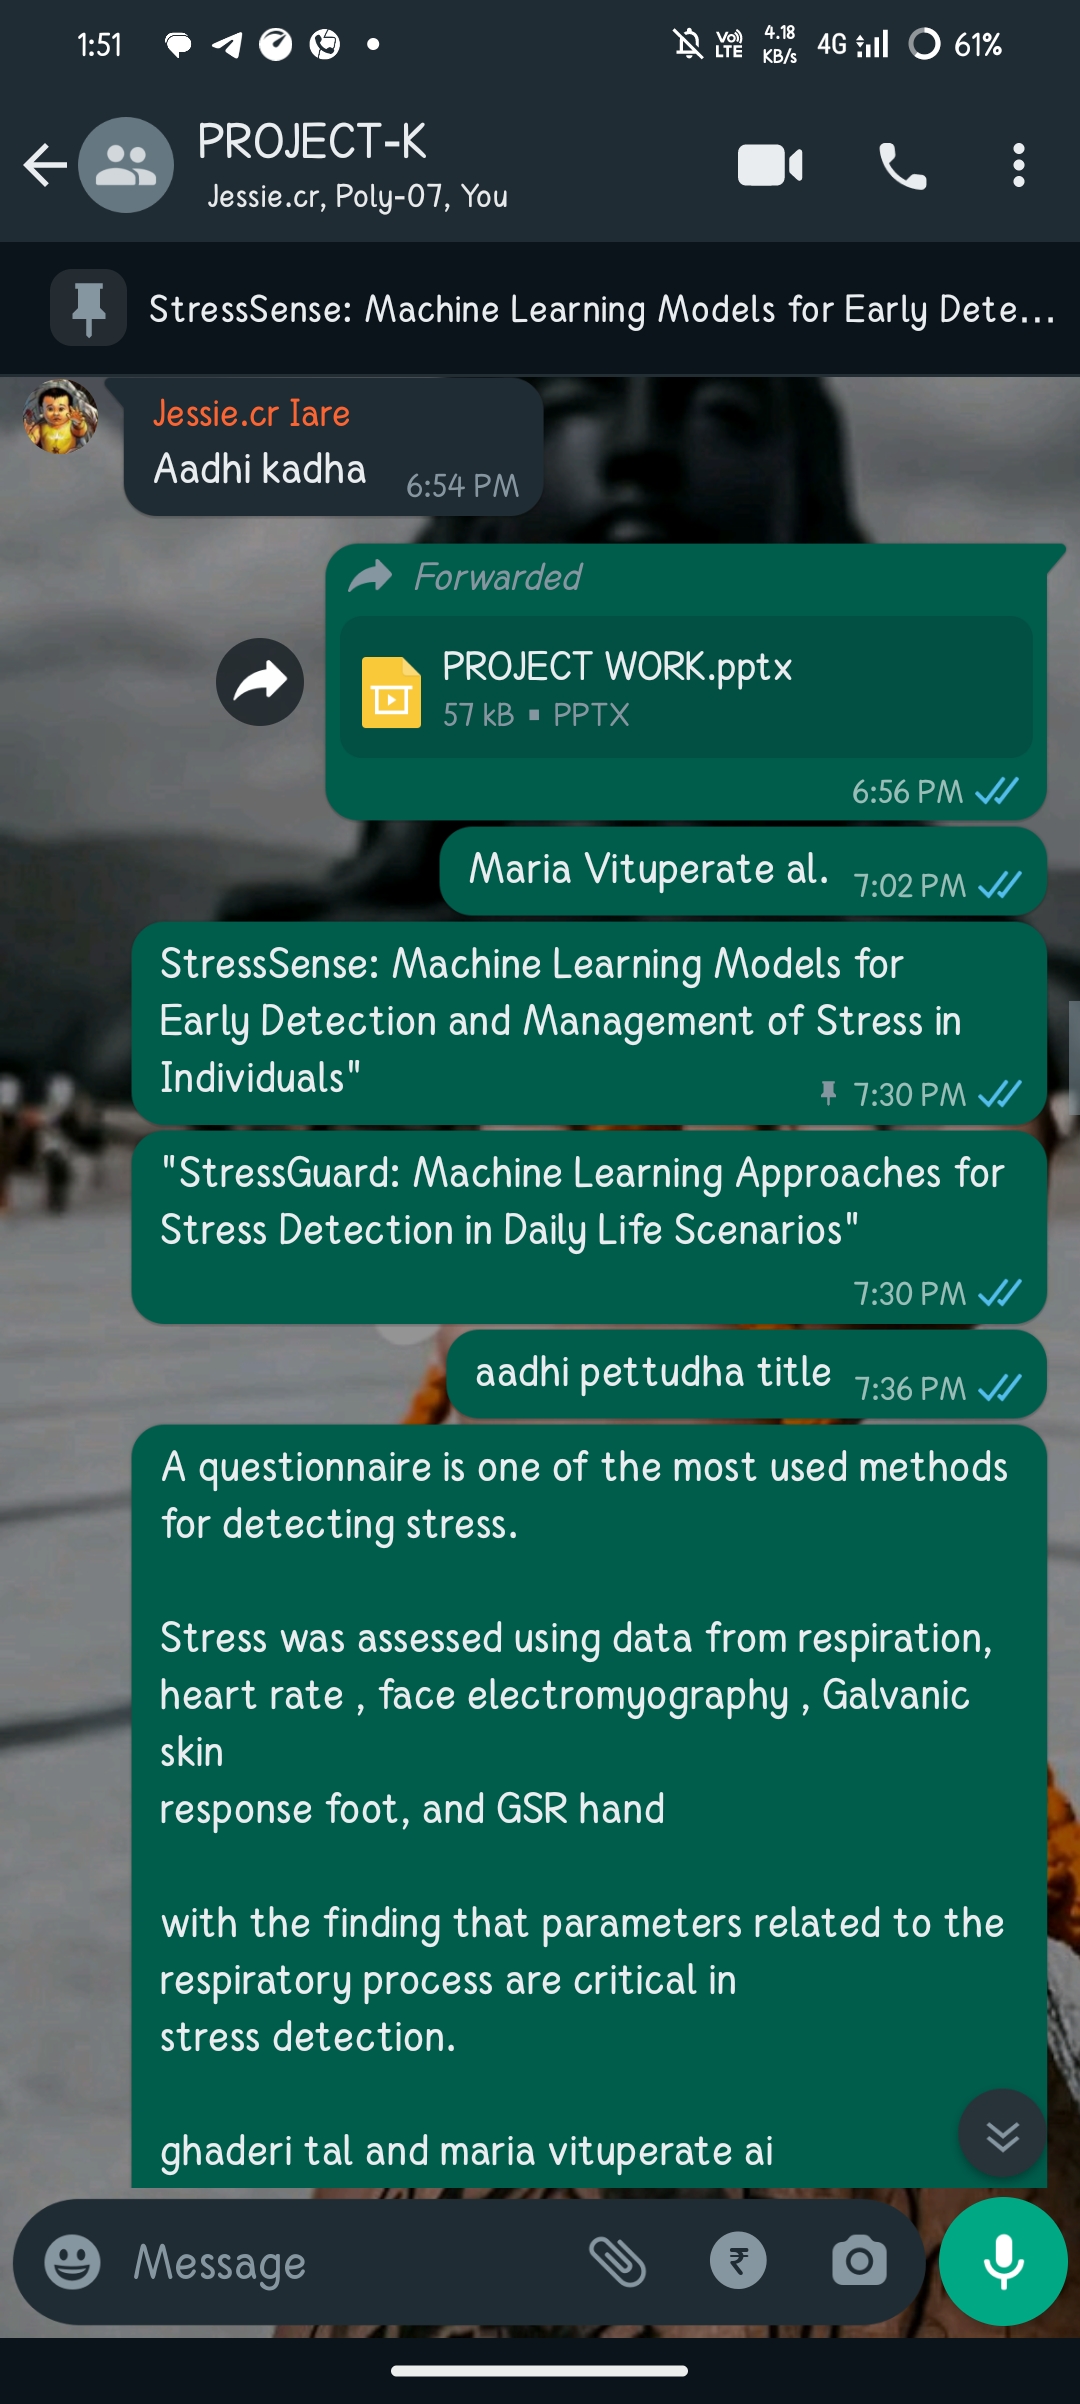 1:51
Vo))
LTE
4.18
KB/s
4G
61%
PROJECT-K
Jessie.cr, Poly-07, You
StressSense: Machine Learning Models for Early Dete...
Jessie.cr Iare
Aadhi kadha
6:54 PM
Forwarded
PROJECT WORK.pptx
57 kB ▪ PPTX
6:56 PM
Maria Vituperate al.
7:02 PM
StressSense: Machine Learning Models for
Early Detection and Management of Stress in
Individuals"
7:30 PM
"StressGuard: Machine Learning Approaches for
Stress Detection in Daily Life Scenarios"
7:30 PM
aadhi pettudha title
7:36 PM
A questionnaire is one of the most used methods
for detecting stress.
Stress was assessed using data from respiration,
heart rate , face electromyography , Galvanic
skin
response foot, and GSR hand
with the finding that parameters related to the
respiratory process are critical in
stress detection.
ghaderi tal and maria vituperate ai
Message
₹